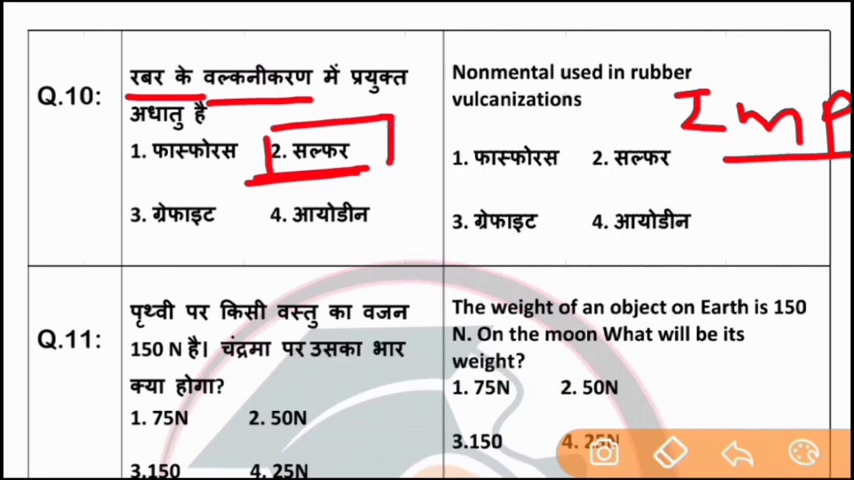 Q.10:
रबर के वल्कनीकरण में प्रयुक्त
अधातु है
1. फास्फोरस 2. सल्फर
3. ग्रेफाइट 4. आयोडीन
Nonmental used in rubber
vulcanizations
Imp
1. फास्फोरस 2. सल्फर
3. ग्रेफाइट 4. आयोडीन
Q.11:
पृथ्वी पर किसी वस्तु का वजन
150 N है। चंद्रमा पर उसका भार
क्या होगा?
1. 75N 2. 50N
3.150 4. 25N
The weight of an object on Earth is 150
N. On the moon What will be its
weight?
1. 75N 2. 50N
3.150 4. 25N